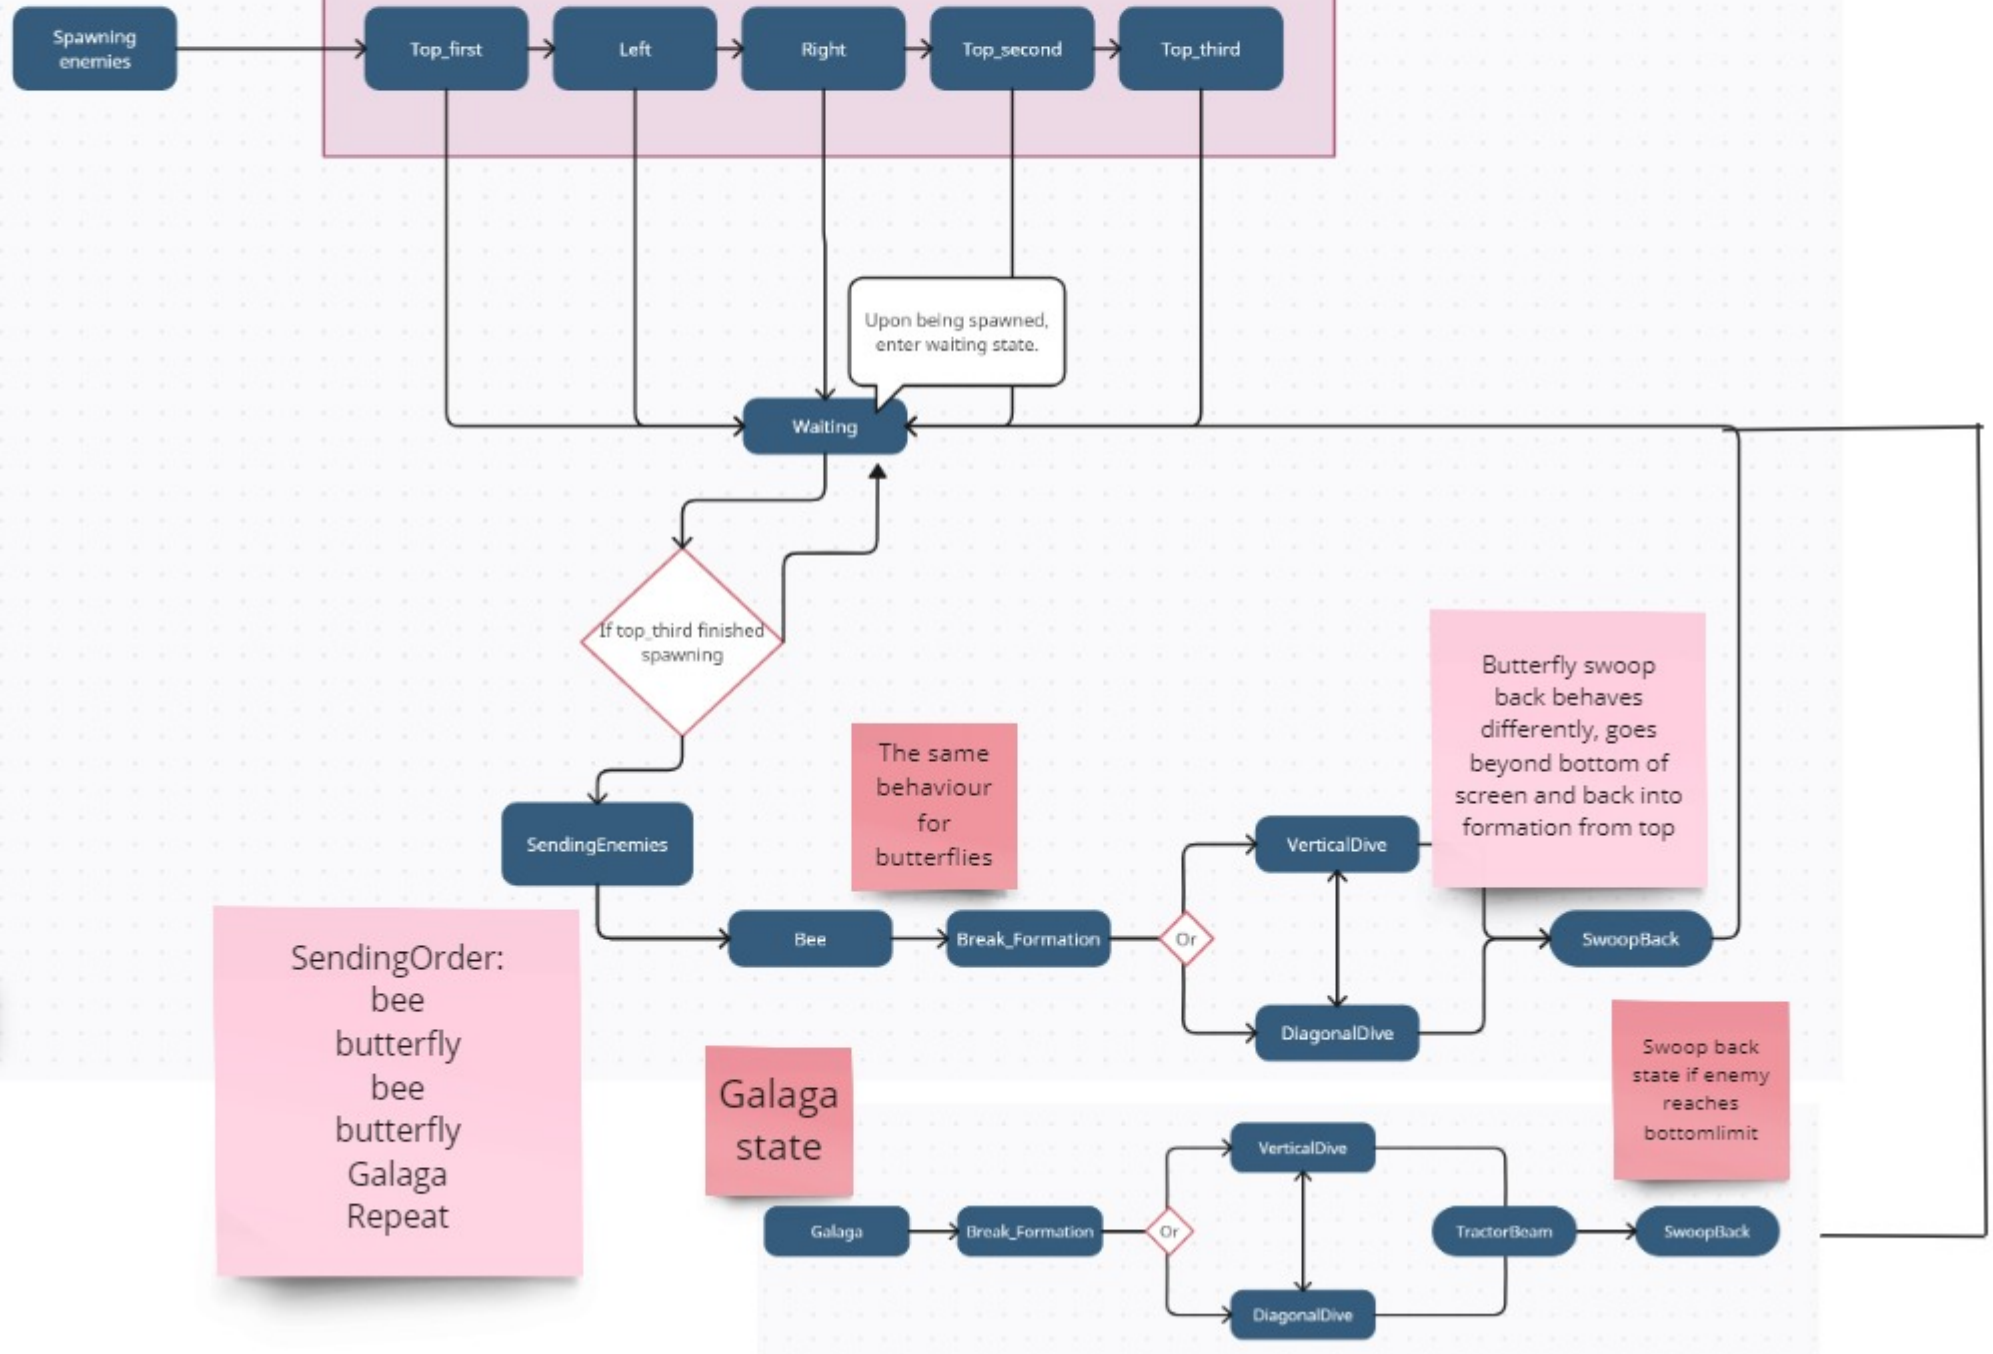 Spawning
enemies
Top_first
Left
Right
Top_second
Top_third
Upon being spawned,
enter waiting state.
Waiting
If top_third finished
spawning
Butterfly swoop
back behaves
differently, goes
beyond bottom of
screen and back into
formation from top
The same
behaviour
for
butterflies
SendingEnemies
VerticalDive
Bee
Break_Formation
Or
SwoopBack
DiagonalDive
SendingOrder:
bee
butterfly
bee
butterfly
Galaga
Repeat
Galaga
state
Swoop back
state if enemy
reaches
bottomlimit
VerticalDive
Galaga
Break_Formation
Or
TractorBeam
SwoopBack
DiagonalDive